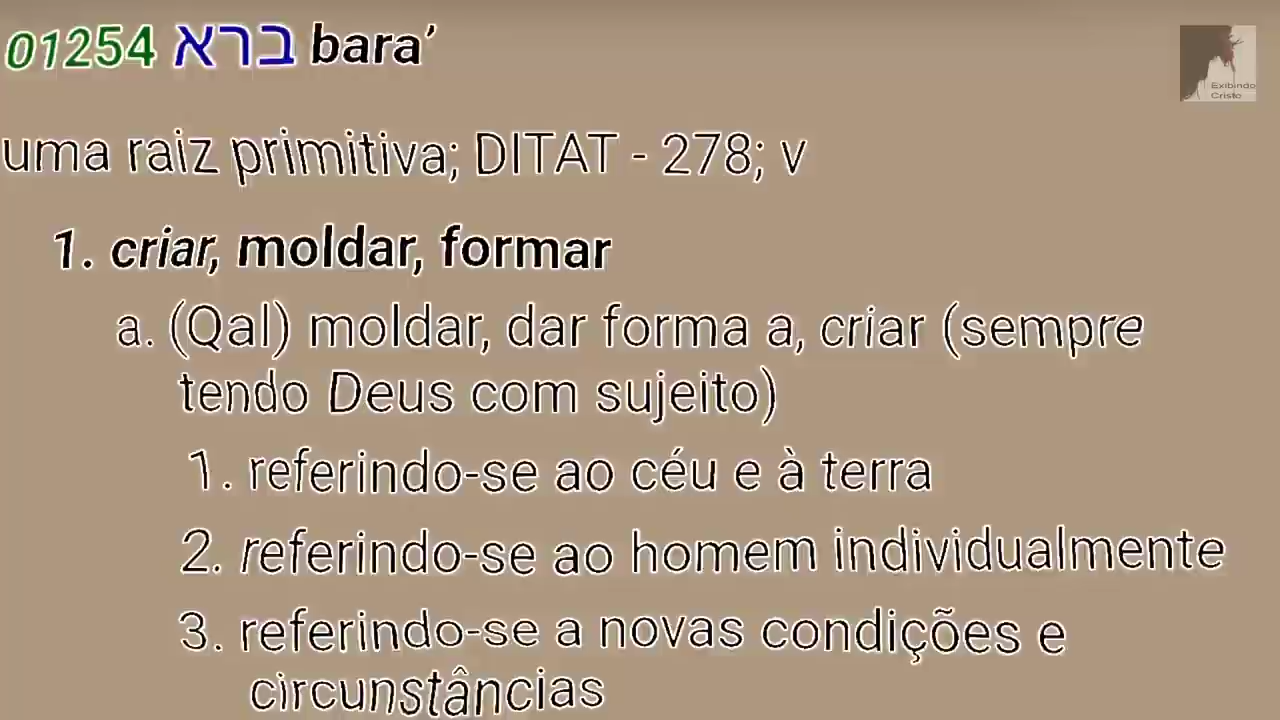 01254 ברא bara’
Exibindo
Cristo
uma raiz primitiva; DITAT - 278; v
1. criar, moldar, formar
a. (Qal) moldar, dar forma a, criar (sempre
tendo Deus com sujeito)
1. referindo-se ao céu e à terra
2. referindo-se ao homem individualmente
3. referindo-se a novas condições e
circunstâncias